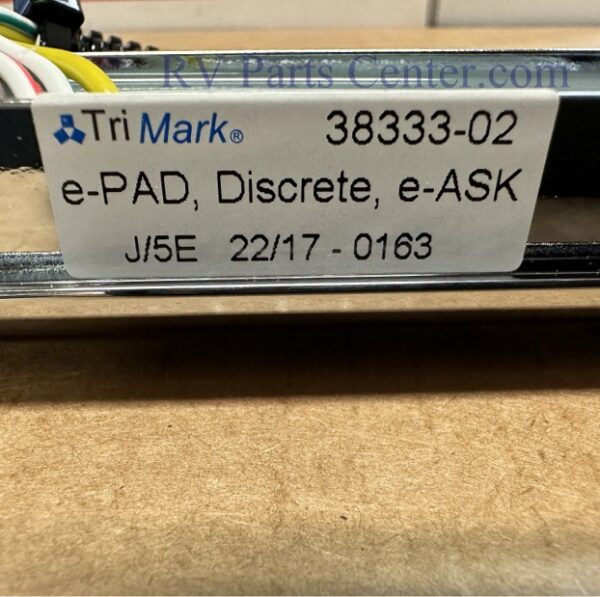 RV Parts Center.com
TriMark® 38333-02
e-PAD, Discrete, e-ASK
J/5E 22/17 - 0163